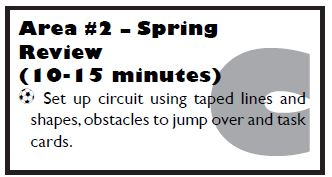 Area #2 – Spring
Review
(10-15 minutes)
Set up circuit using taped lines and
shapes, obstacles to jump over and task
cards.